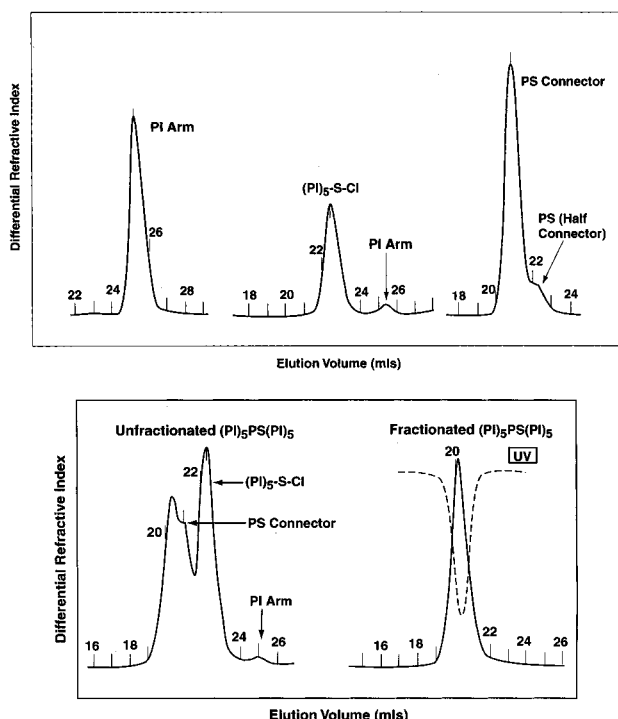 Differential Refractive Index
PI Arm
22
24
26
28
(PI)5-S-Cl
PI Arm
18
20
22
24
26
PS Connector
PS (Half
Connector)
18
20
22
24
Elution Volume (mls)
Differential Refractive Index
Unfractionated (PI)5PS(PI)5
(PI)5-S-Cl
PS Connector
PI Arm
16
18
20
22
24
26
Fractionated (PI)5PS(PI)5
UV
16
18
20
22
24
26
Elution Volume (mls)